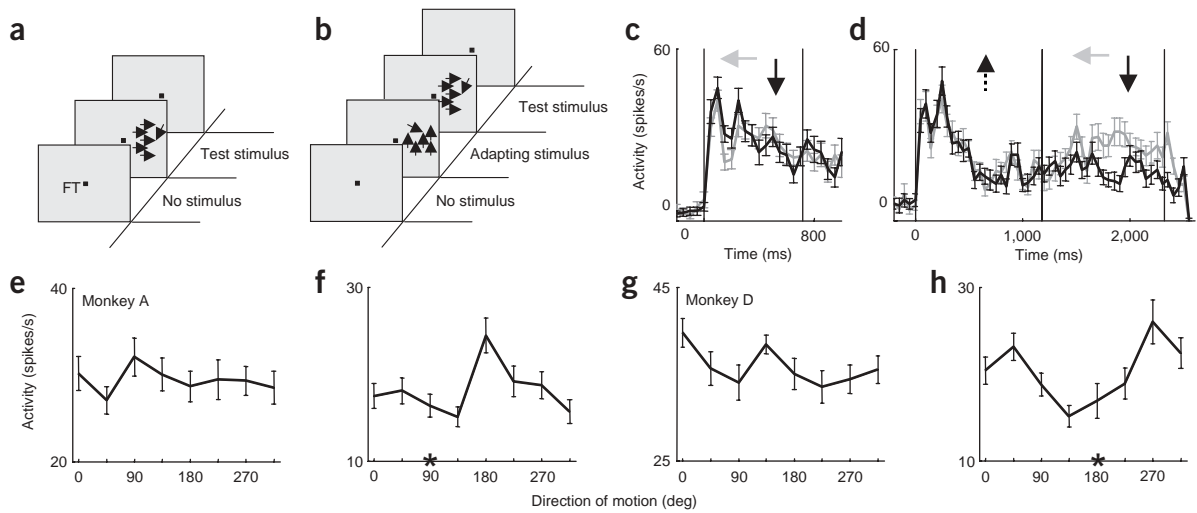 a
b
c
d
FT
No stimulus
Test stimulus
No stimulus
Adapting stimulus
Test stimulus
Activity (spikes/s)
60
0
0
800
Time (ms)
60
0
0
1,000
2,000
Time (ms)
e
f
g
h
Activity (spikes/s)
Monkey A
40
20
0
90
180
270
30
10
0
90
180
270
*
Monkey D
45
25
0
90
180
270
30
10
0
90
180
270
*
Direction of motion (deg)